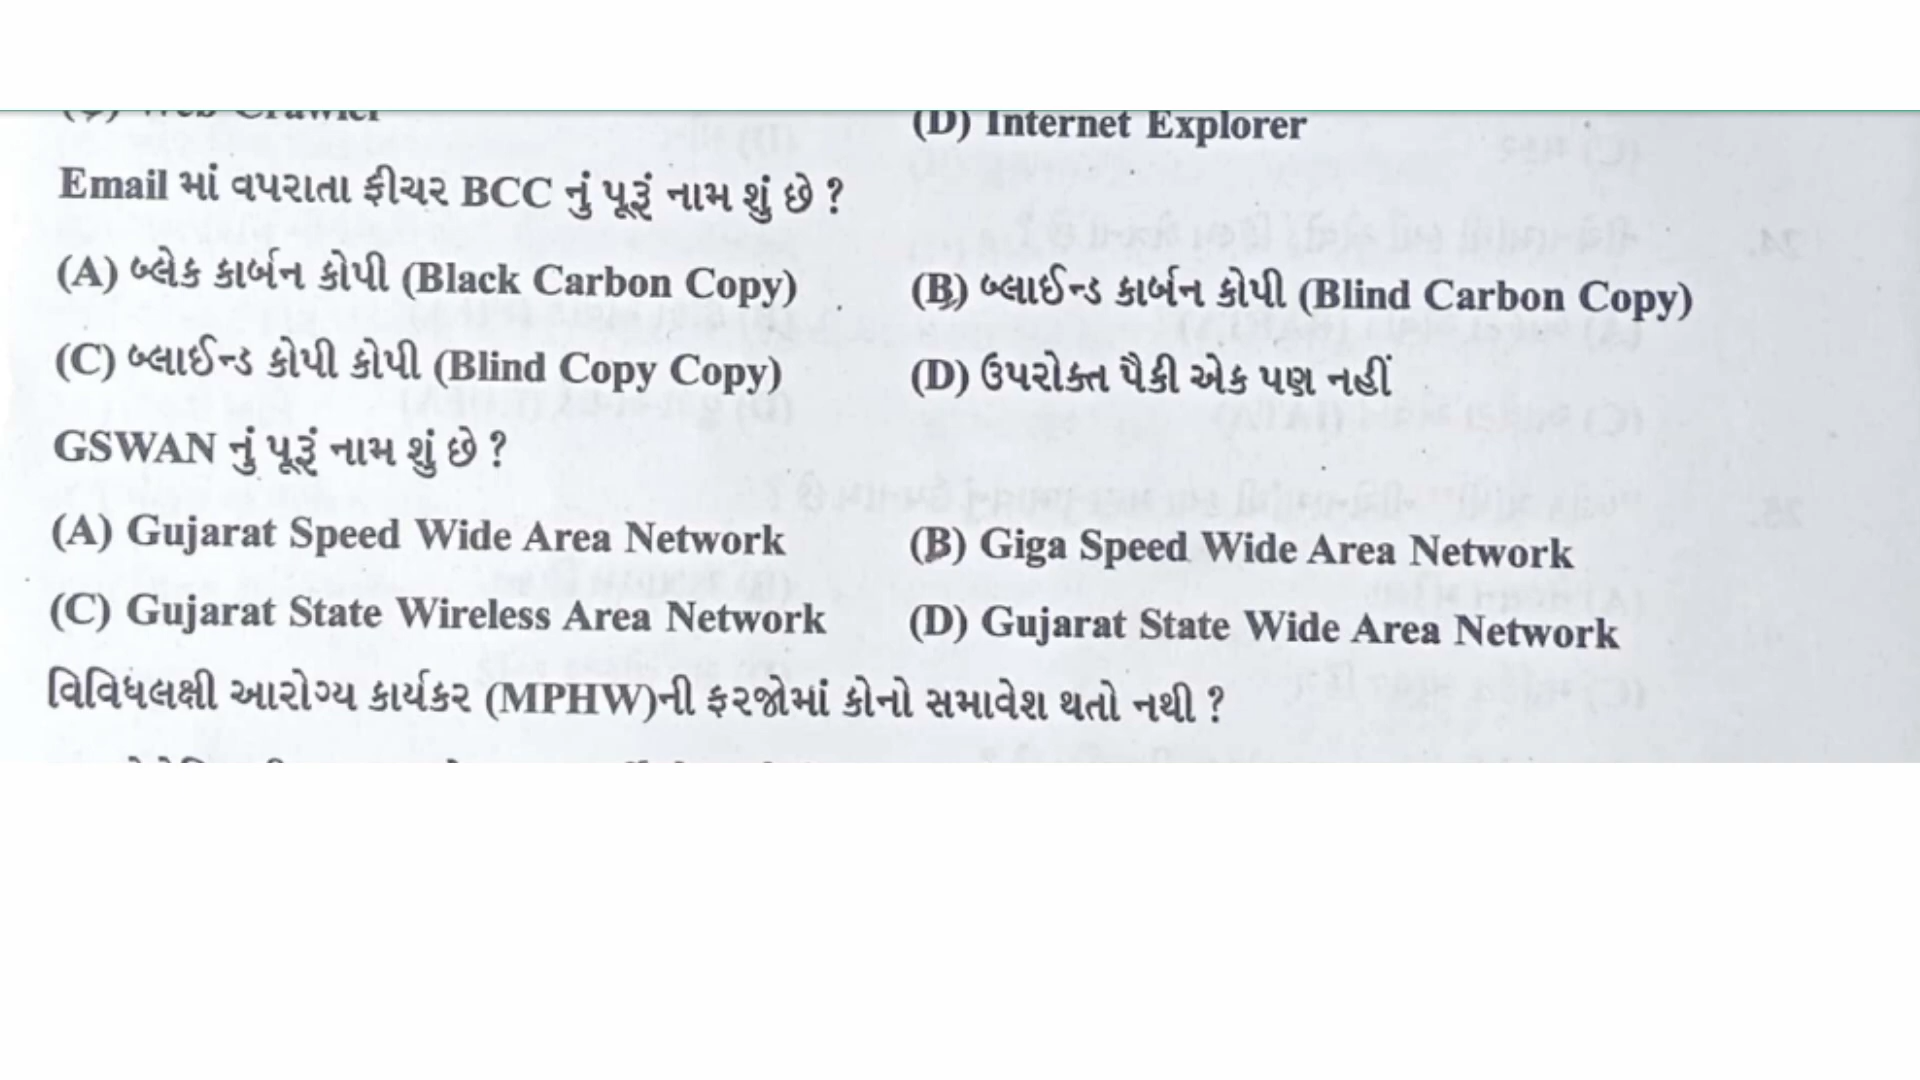 (D) Internet Explorer
Email માં વપરાતા ફીચર BCC નું પૂરૂં નામ શું છે ?
(A) બ્લેક કાર્બન કોપી (Black Carbon Copy) (B) બ્લાઈન્ડ કાર્બન કોપી (Blind Carbon Copy)
(C) બ્લાઈન્ડ કોપી કોપી (Blind Copy Copy) (D) ઉપરોક્ત પૈકી એક પણ નહીં
GSWAN નું પૂરૂં નામ શું છે ?
(A) Gujarat Speed Wide Area Network (B) Giga Speed Wide Area Network
(C) Gujarat State Wireless Area Network (D) Gujarat State Wide Area Network
વિવિધલક્ષી આરોગ્ય કાર્યકર (MPHW)ની ફરજોમાં કોનો સમાવેશ થતો નથી ?